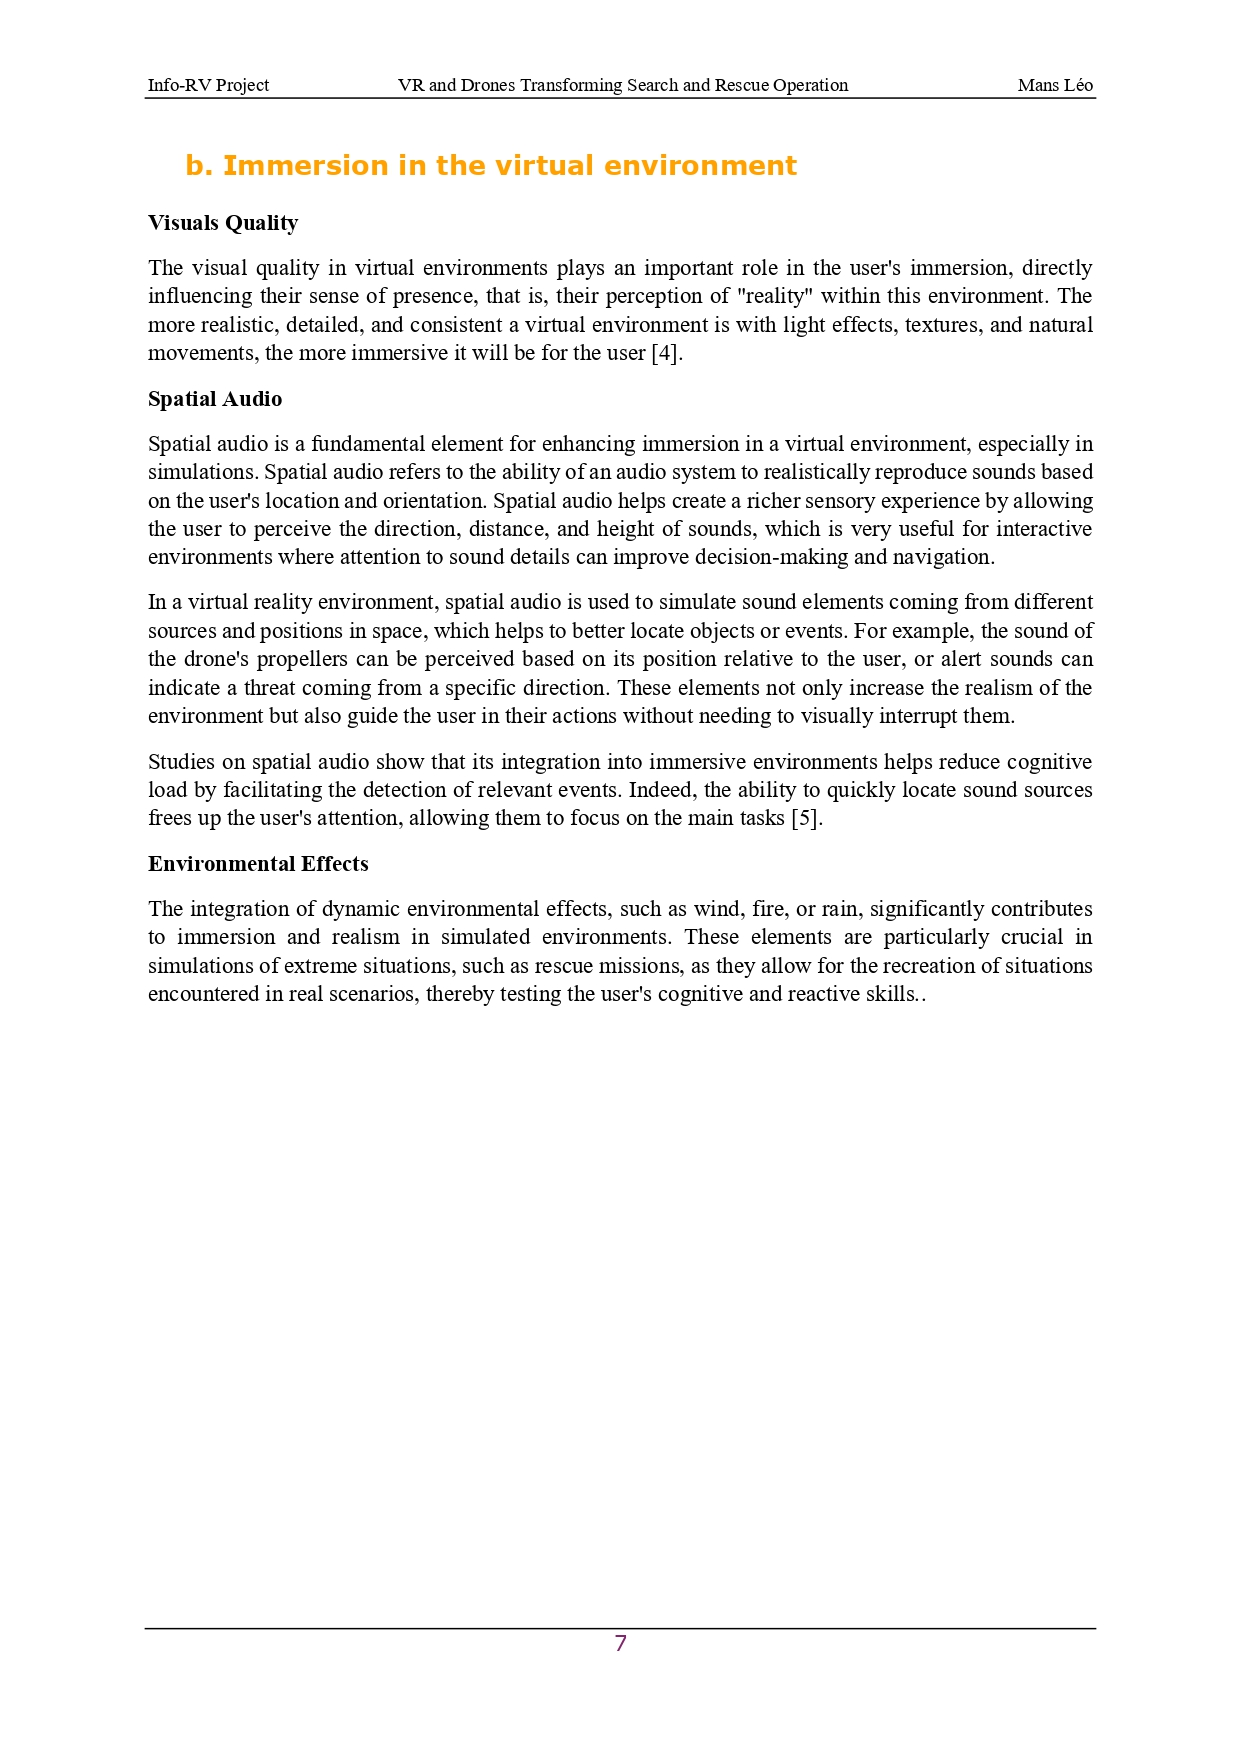 Info-RV Project VR and Drones Transforming Search and Rescue Operation Mans Léo
b. Immersion in the virtual environment
Visuals Quality
The visual quality in virtual environments plays an important role in the user's immersion, directly
influencing their sense of presence, that is, their perception of "reality" within this environment. The
more realistic, detailed, and consistent a virtual environment is with light effects, textures, and natural
movements, the more immersive it will be for the user [4].
Spatial Audio
Spatial audio is a fundamental element for enhancing immersion in a virtual environment, especially in
simulations. Spatial audio refers to the ability of an audio system to realistically reproduce sounds based
on the user's location and orientation. Spatial audio helps create a richer sensory experience by allowing
the user to perceive the direction, distance, and height of sounds, which is very useful for interactive
environments where attention to sound details can improve decision-making and navigation.
In a virtual reality environment, spatial audio is used to simulate sound elements coming from different
sources and positions in space, which helps to better locate objects or events. For example, the sound of
the drone's propellers can be perceived based on its position relative to the user, or alert sounds can
indicate a threat coming from a specific direction. These elements not only increase the realism of the
environment but also guide the user in their actions without needing to visually interrupt them.
Studies on spatial audio show that its integration into immersive environments helps reduce cognitive
load by facilitating the detection of relevant events. Indeed, the ability to quickly locate sound sources
frees up the user's attention, allowing them to focus on the main tasks [5].
Environmental Effects
The integration of dynamic environmental effects, such as wind, fire, or rain, significantly contributes
to immersion and realism in simulated environments. These elements are particularly crucial in
simulations of extreme situations, such as rescue missions, as they allow for the recreation of situations
encountered in real scenarios, thereby testing the user's cognitive and reactive skills..
7